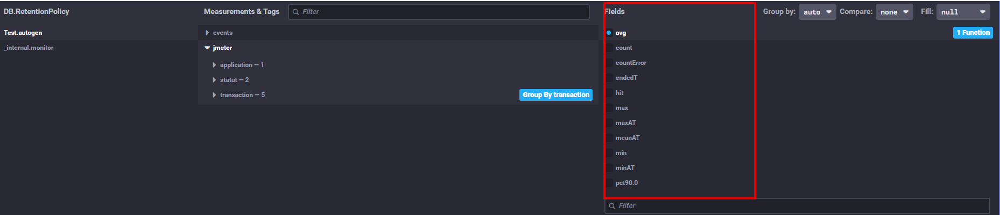 DB.RetentionPolicy
Test.autogen
_internal.monitor
Measurements & Tags
Filter
events
jmeter
application — 1
statut — 2
transaction — 5
Group By transaction
Fields
Group by: auto
Compare: none
Fill: null
avg
1 Function
count
countError
endedT
hit
max
maxAT
meanAT
min
minAT
pct90.0
Filter